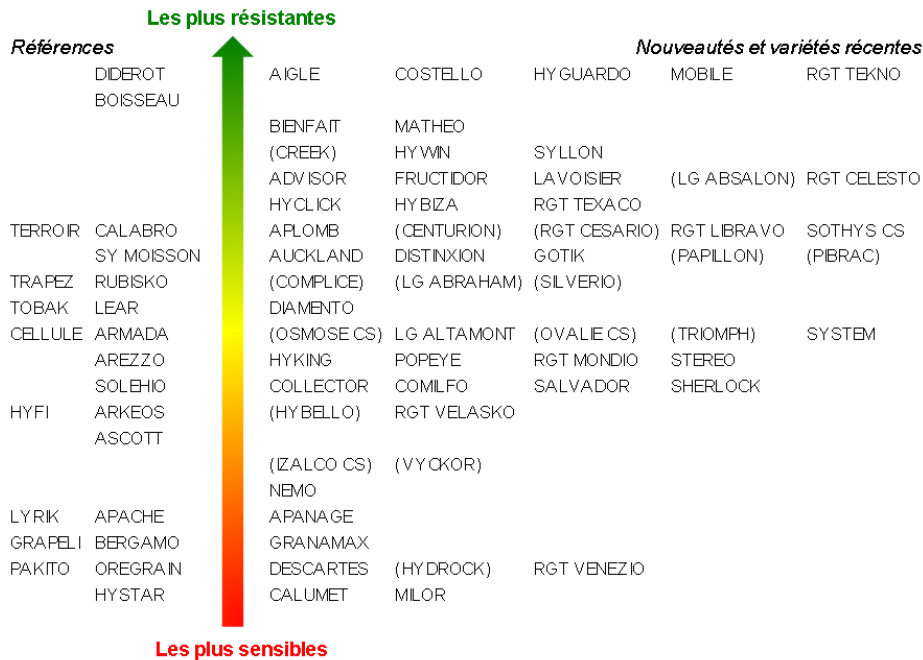 Les plus résistantes
Références Nouveautés et variétés récentes
DIDEROT AIGLE COSTELLO HYGUARDO MOBILE RGT TEKNO
BOISSEAU
BIENFAIT MATHEO
(CREEK) HYWIN SYLLON
ADVISOR FRUCTIDOR LAVOISIER (LG ABSALON) RGT CELESTO
HYCLICK HYBIZA RGT TEXACO
TERROIR CALABRO APLOMB (CENTURION) (RGT CESARIO) RGT LIBRAVO SOTHYS CS
SY MOISSON AUCKLAND DISTINXION GOTIK (PAPILLON) (PIBRAC)
TRAPEZ RUBISKO (COMPLICE) (LG ABRAHAM) (SILVERIO)
TOBAK LEAR DIAMENTO
CELLULE ARMADA (OSMOSE CS) LG ALTAMONT (OVALIE CS) (TRIOMPH) SYSTEM
AREZZO HYKING POPEYE RGT MONDIO STEREO
SOLEHIO COLLECTOR COMILFO SALVADOR SHERLOCK
HYFI ARKEOS (HYBELLO) RGT VELASKO
ASCOTT
(IZALCO CS) (VYCKOR)
NEMO
LYRIK APACHE APANAGE
GRAPELI BERGAMO GRANAMAX
PAKITO OREGRAIN DESCARTES (HYDROCK) RGT VENEZIO
HYSTAR CALUMET MILOR
Les plus sensibles